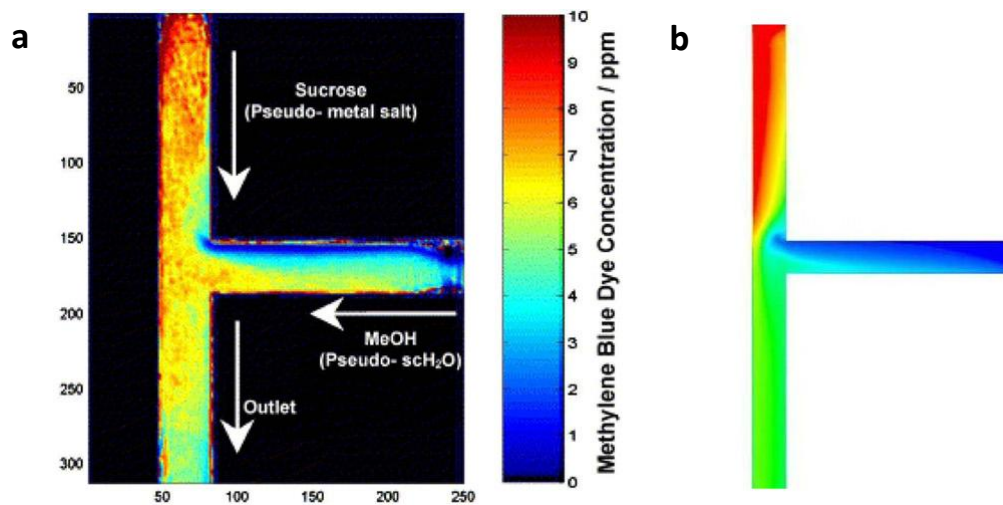 a
b
50
100
150
200
250
300
50
100
150
200
250
Sucrose
(Pseudo- metal salt)
MeOH
(Pseudo- scH₂O)
Outlet
10
9
8
7
6
5
4
3
2
1
0
Methylene Blue Dye Concentration / ppm